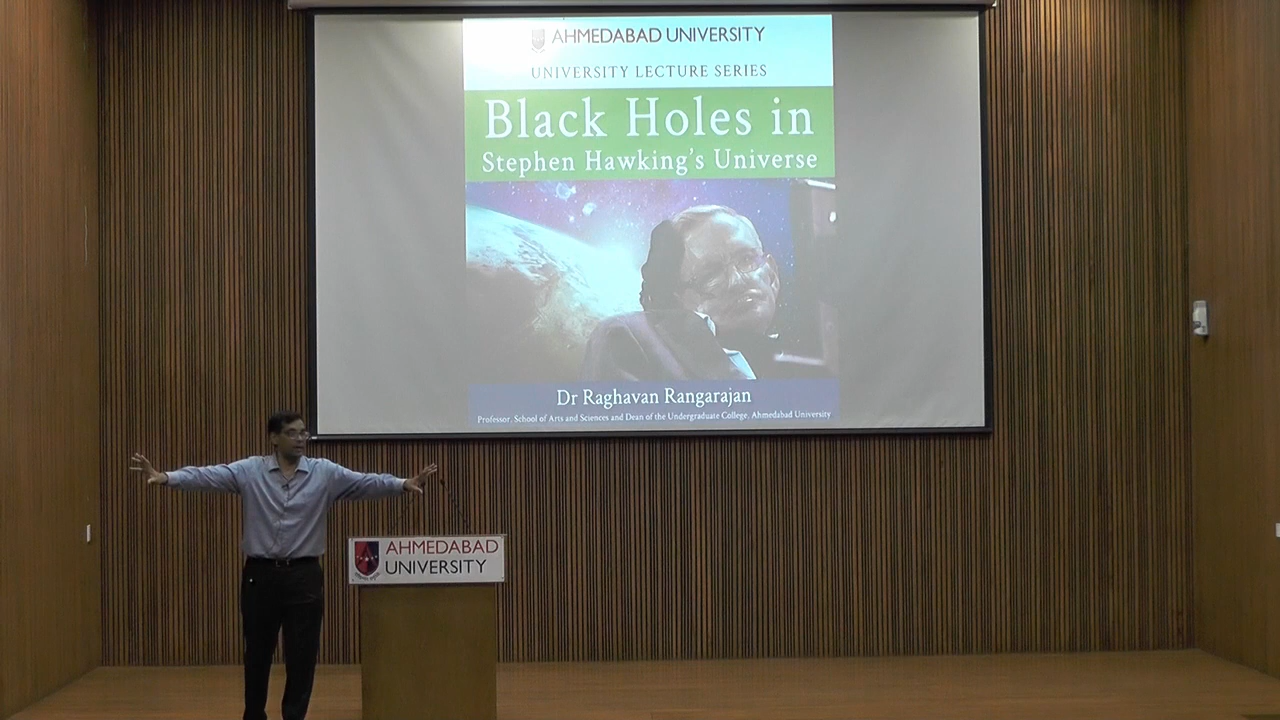 AHMEDABAD UNIVERSITY
UNIVERSITY LECTURE SERIES
Black Holes in
Stephen Hawking's Universe
Dr Raghavan Rangarajan
Professor, School of Arts and Sciences and Dean of the Undergraduate College, Ahmedabad University
AHMEDABAD
UNIVERSITY